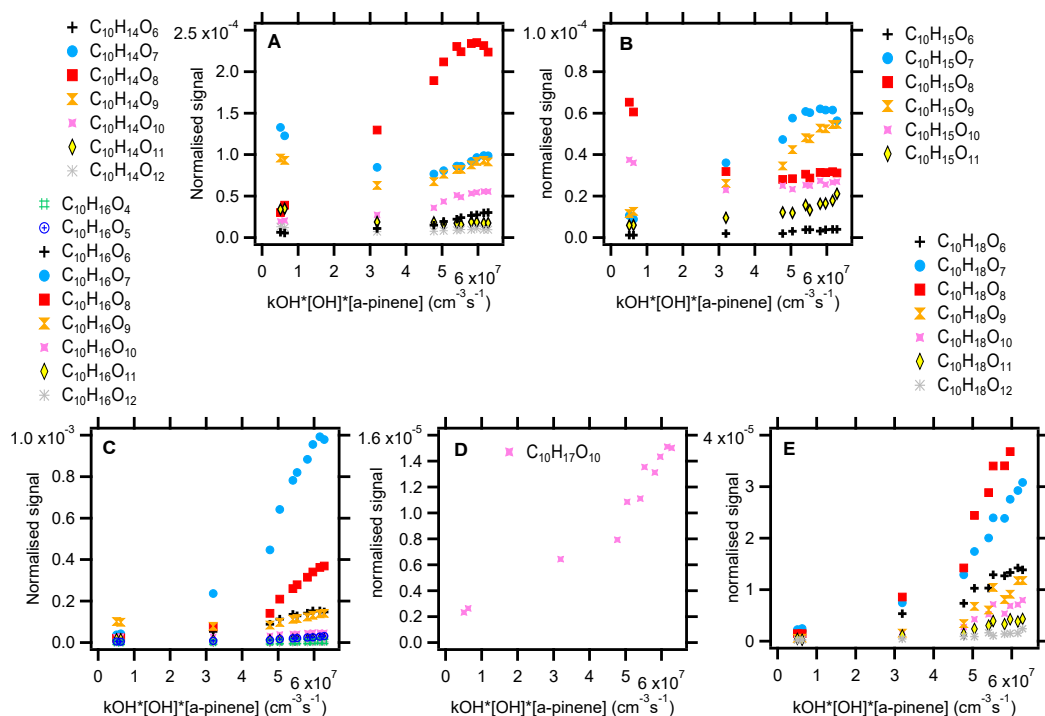 C10H14O6
C10H14O7
C10H14O8
C10H14O9
C10H14O10
C10H14O11
C10H14O12
C10H16O4
C10H16O5
C10H16O6
C10H16O7
C10H16O8
C10H16O9
C10H16O10
C10H16O11
C10H16O12
A
Normalised signal
2.5 x10-4
1.0
0.5
0.0
0 1 2 3 4 5 6 x10 7
kOH*[OH]*[a-pinene] (cm-3s-1)
B
normalised signal
1.0 x10-4
0.8
0.6
0.4
0.2
0.0
0 1 2 3 4 5 6 x10 7
kOH*[OH]*[a-pinene] (cm-3s-1)
C10H15O6
C10H15O7
C10H15O8
C10H15O9
C10H15O10
C10H15O11
C10H18O6
C10H18O7
C10H18O8
C10H18O9
C10H18O10
C10H18O11
C10H18O12
C
Normalised signal
1.0 x10-3
0.4
0.2
0.0
0 1 2 3 4 5 6 x10 7
kOH*[OH]*[a-pinene] (cm-3s-1)
D
C10H17O10
normalised signal
1.6 x10-5
1.4
1.2
1.0
0.8
0.6
0.4
0.2
0.0
0 1 2 3 4 5 6 x10 7
kOH*[OH]*[a-pinene] (cm-3s-1)
E
normalised signal
4 x10-5
3
2
1
0
0 1 2 3 4 5 6 x10 7
kOH*[OH]*[a-pinene] (cm-3s-1)